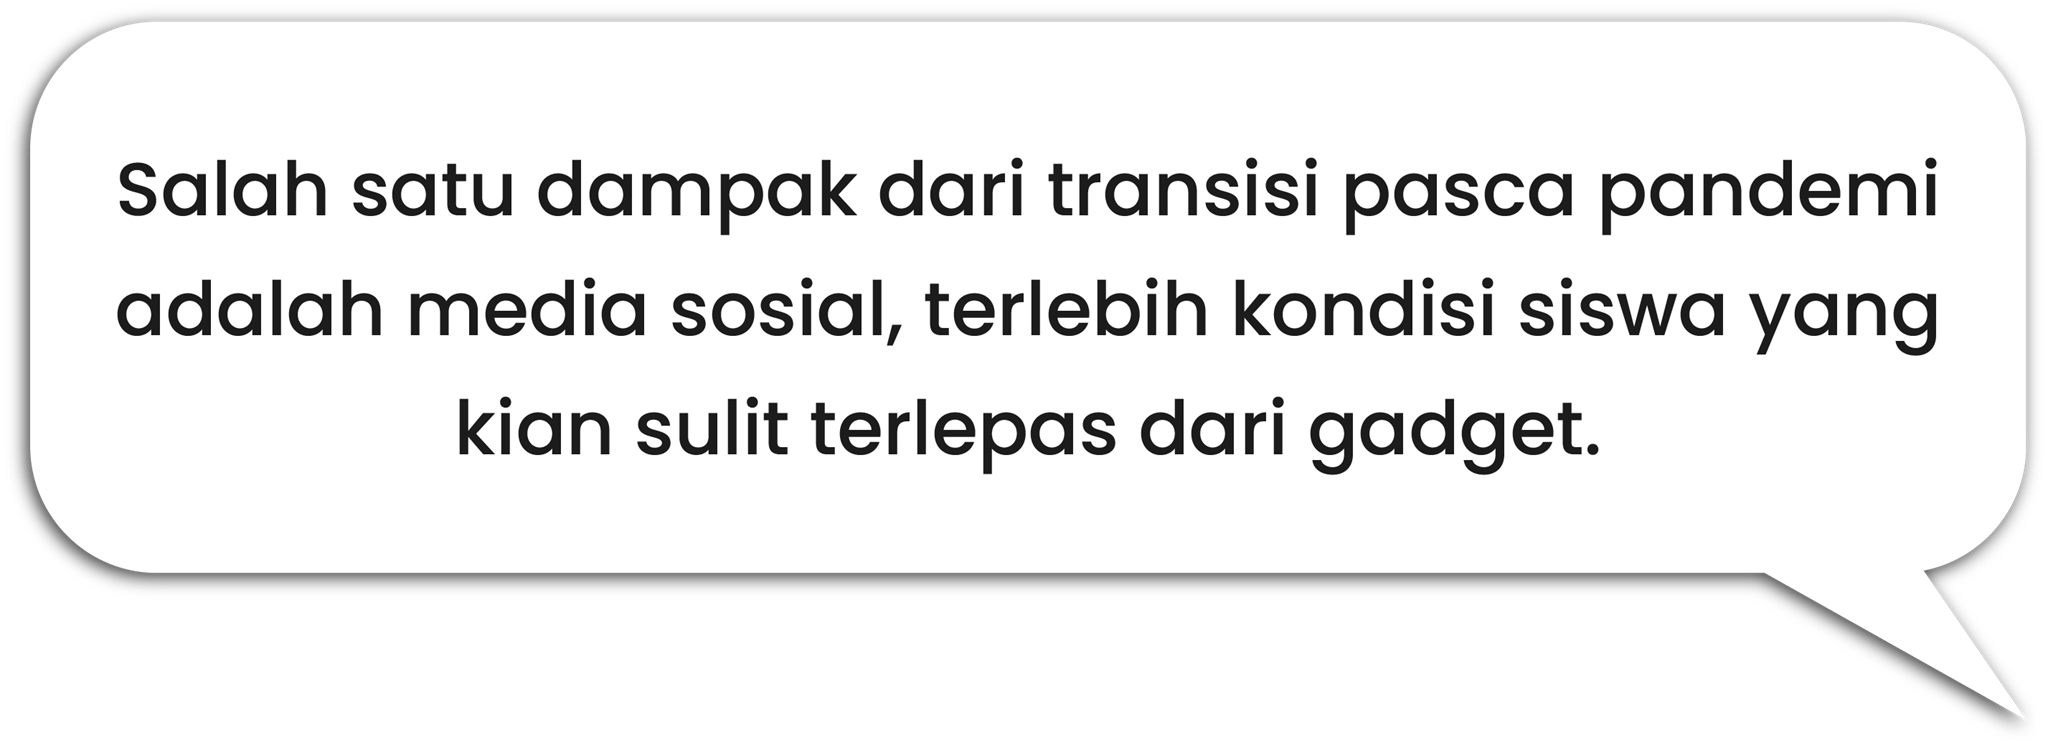 Salah satu dampak dari transisi pasca pandemi
adalah media sosial, terlebih kondisi siswa yang
kian sulit terlepas dari gadget.